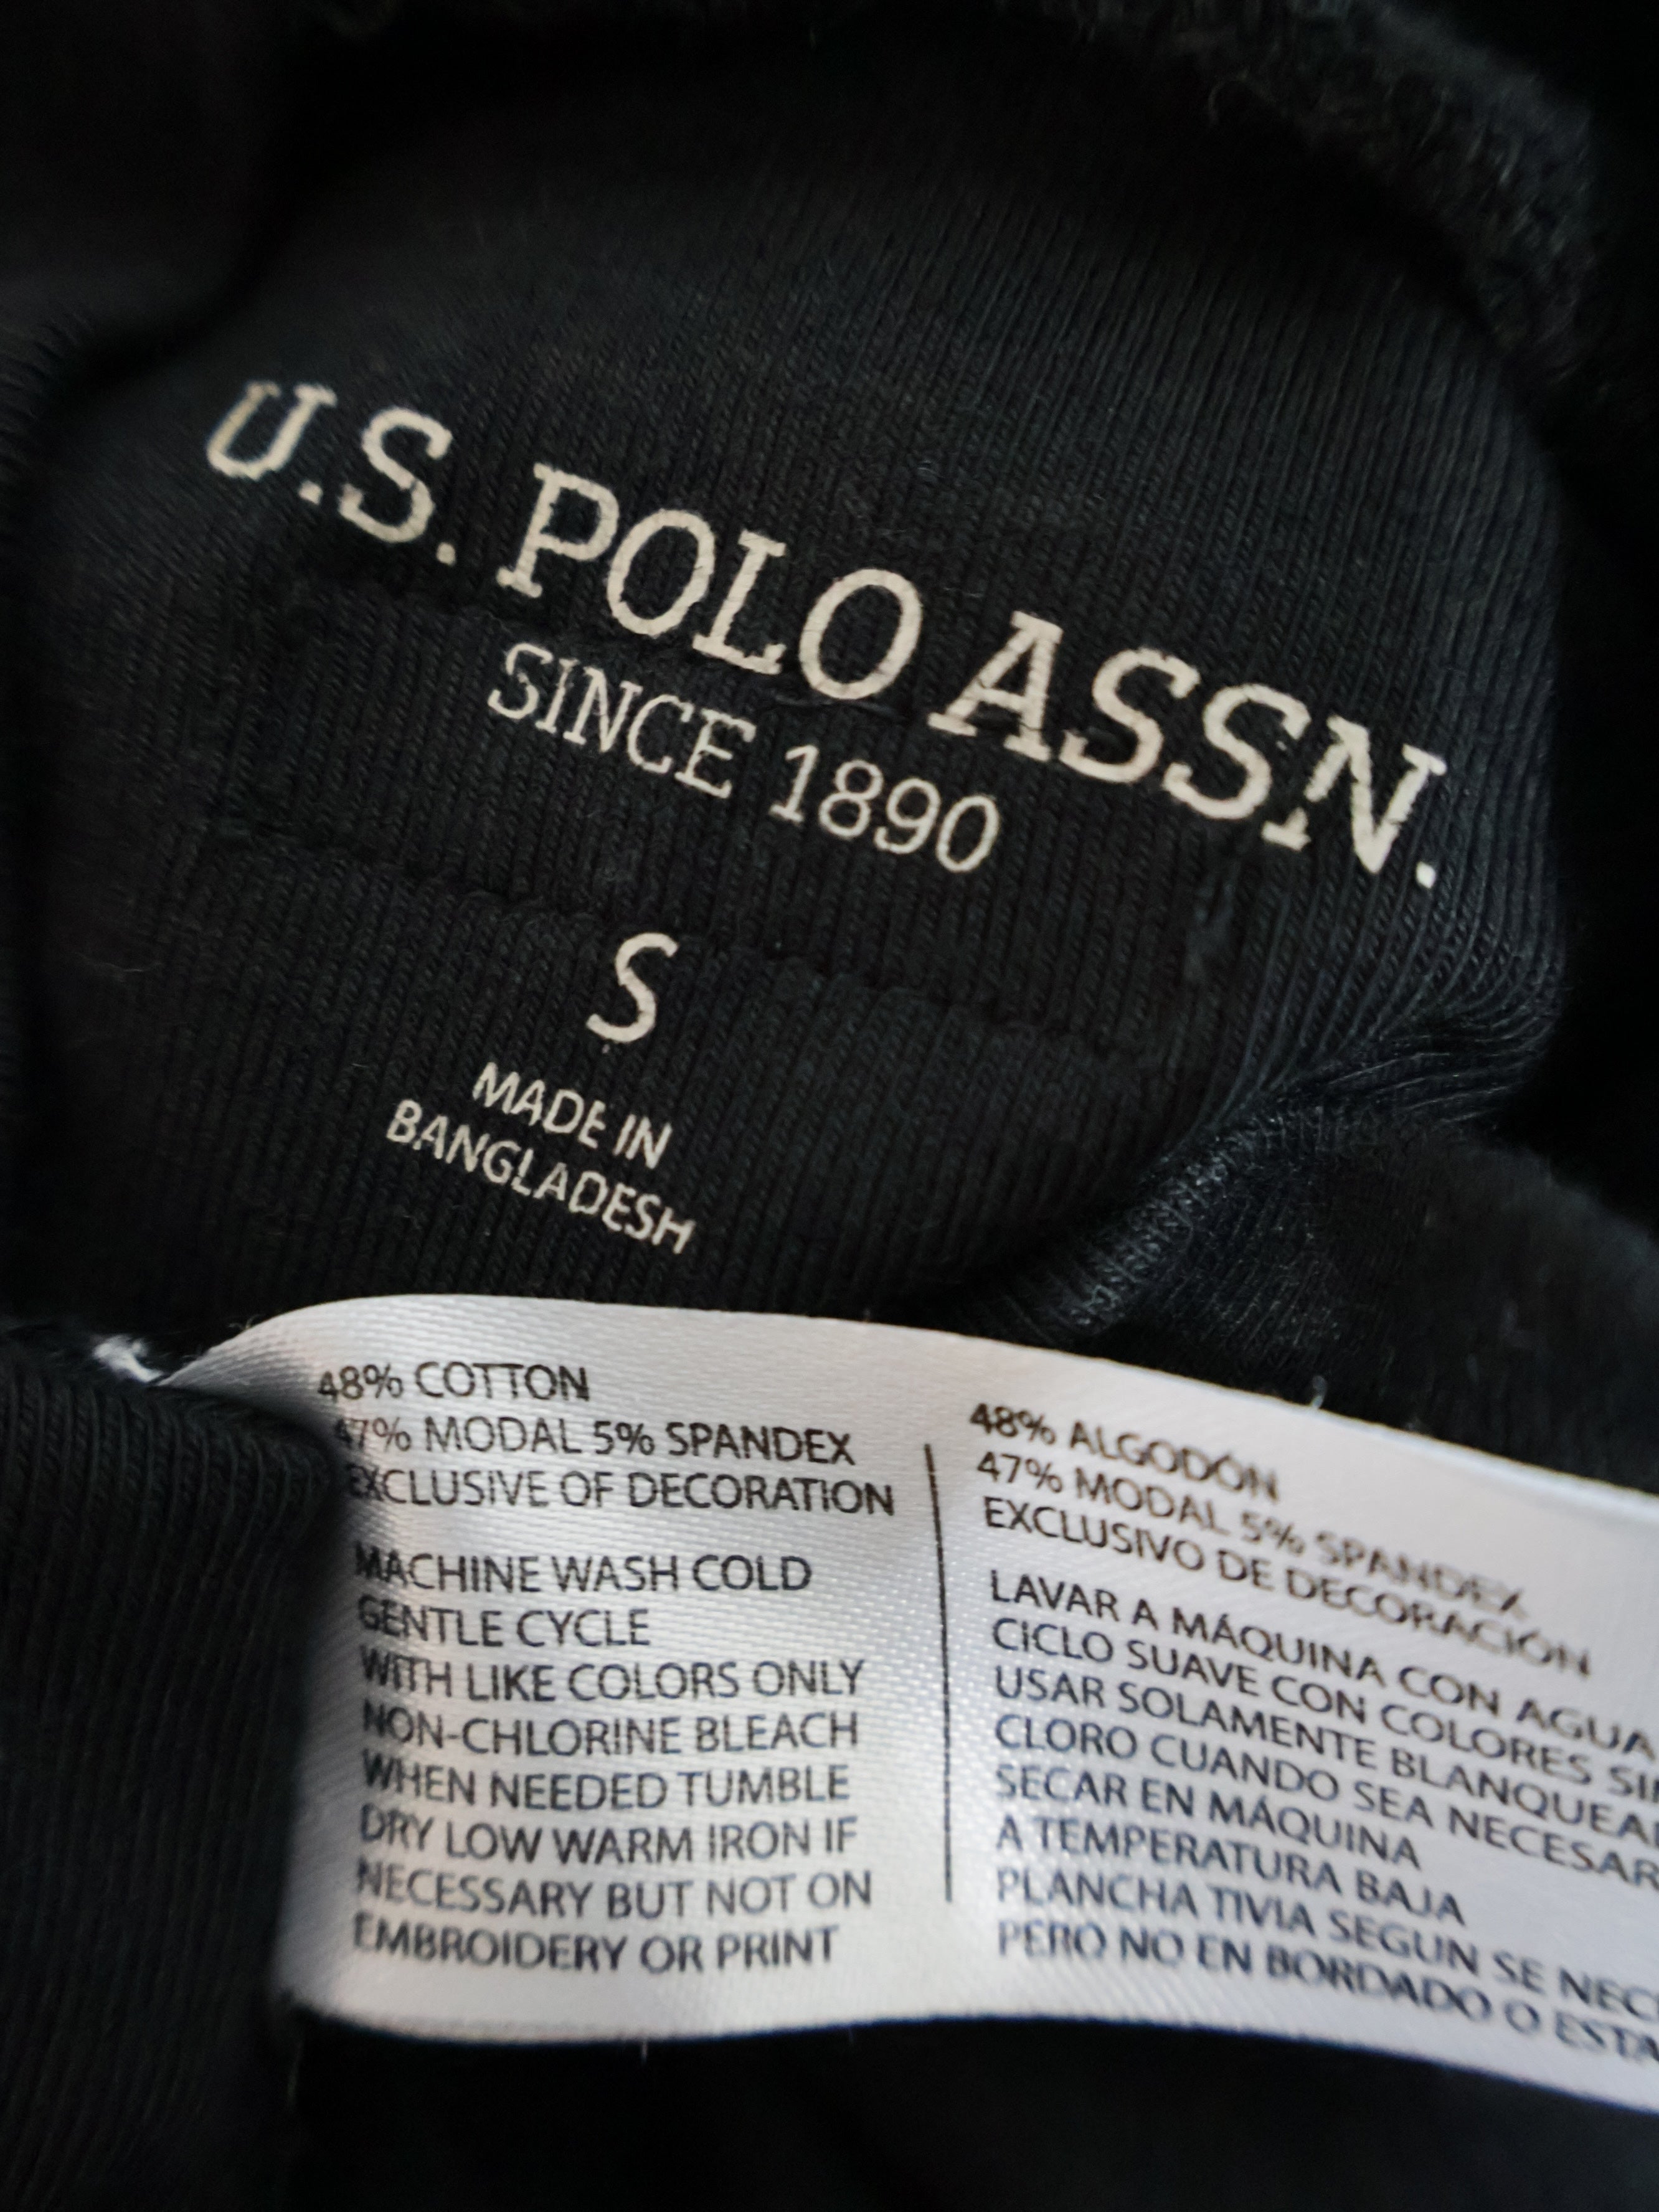 U.S. POLO ASSN.
SINCE 1890
S
MADE IN
BANGLADESH
48% COTTON
47% MODAL 5% SPANDEX
EXCLUSIVE OF DECORATION
MACHINE WASH COLD
GENTLE CYCLE
WITH LIKE COLORS ONLY
NON-CHLORINE BLEACH
WHEN NEEDED TUMBLE
DRY LOW WARM IRON IF
NECESSARY BUT NOT ON
EMBROIDERY OR PRINT
48% ALGODÓN
47% MODAL 5% SPANDEX
EXCLUSIVO DE DECORACIÓN
LAVAR A MÁQUINA CON AGUA
CICLO SUAVE CON COLORES
USAR SOLAMENTE
CLORO CUANDO SEA
SECAR EN MÁQUINA
A TEMPERATURA BAJA
PLANCHA TIVIA SEGUN SE
PERO NO EN BORDADO O